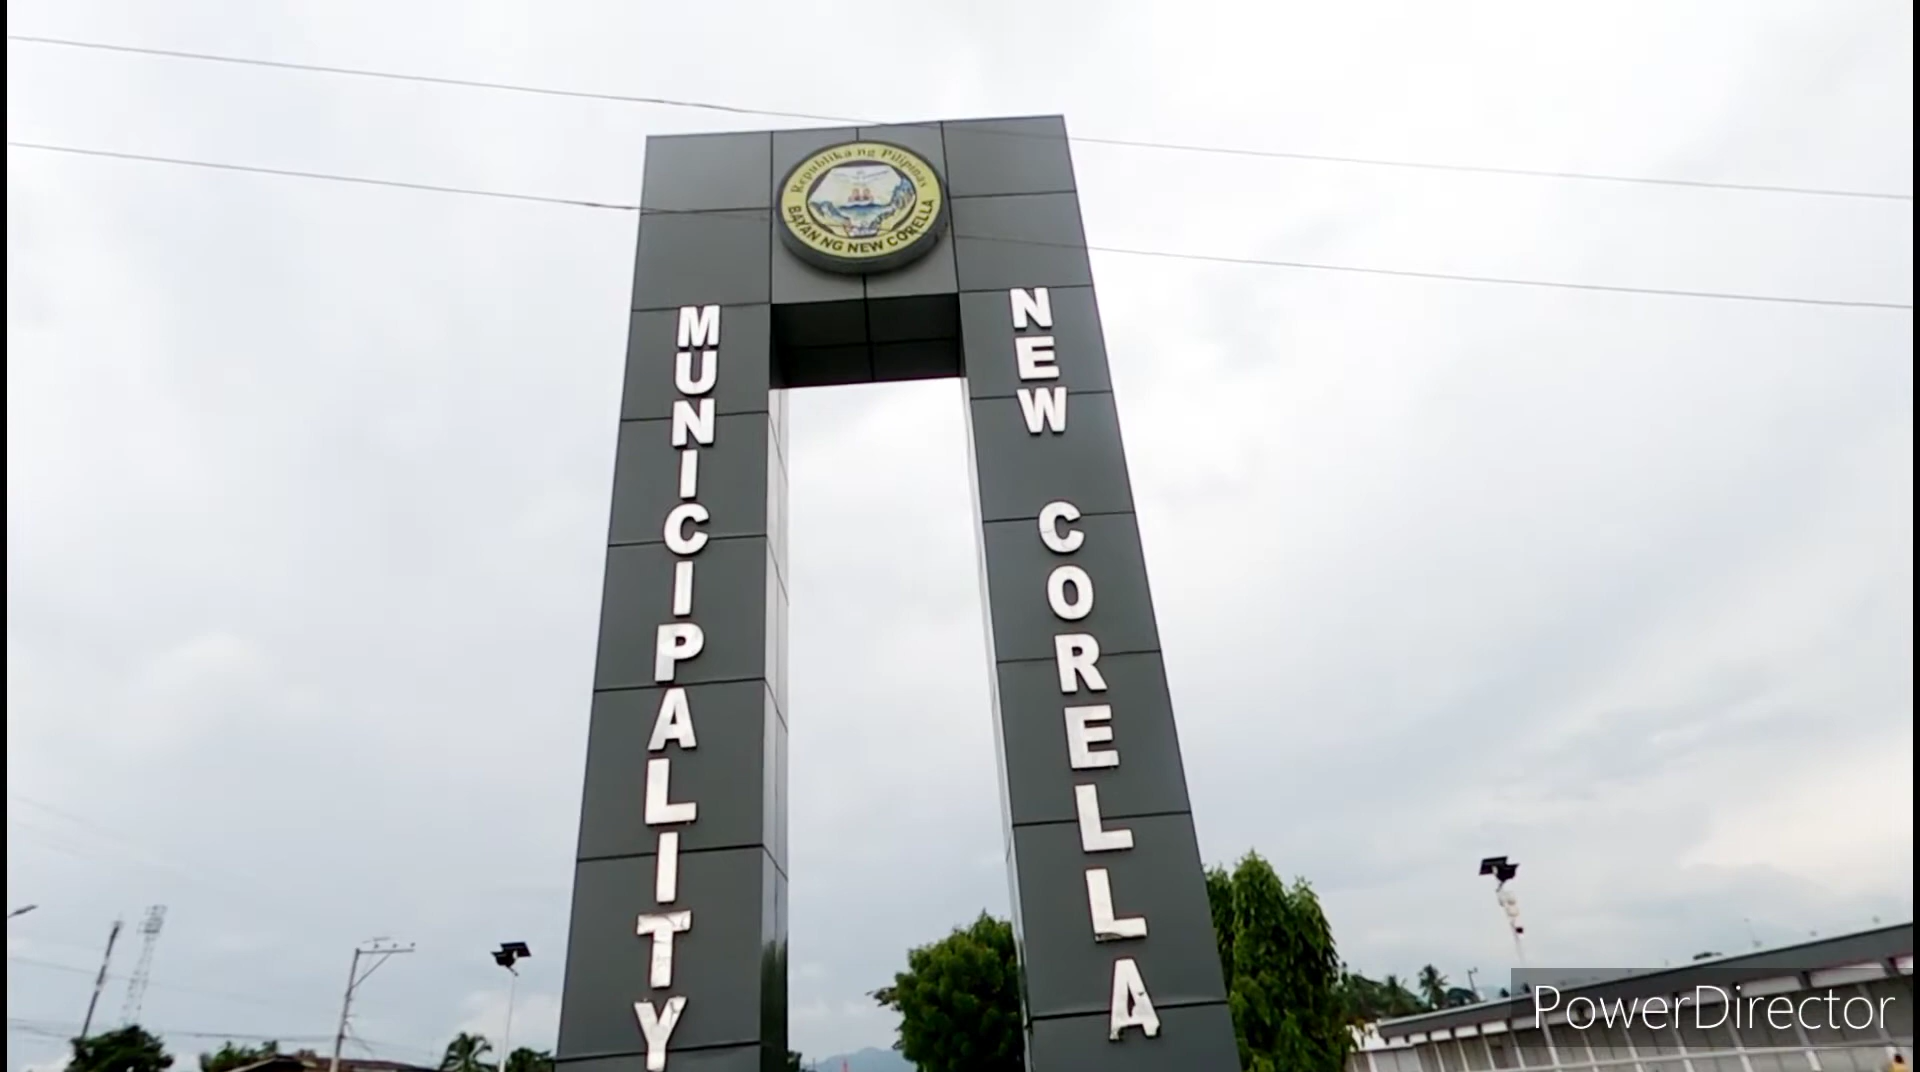 Republika ng Pilipinas
BAYAN NG NEW CORELLA
MUNICIPALITY
NEW CORELLA
PowerDirector